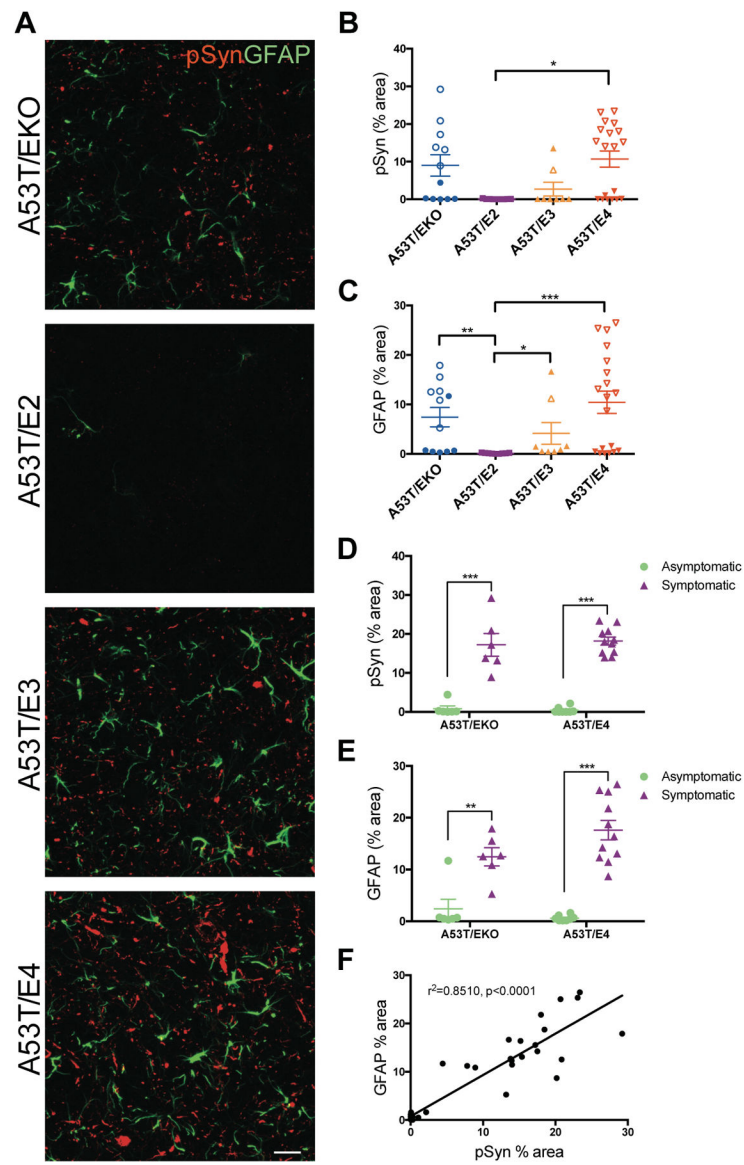 A
pSyn GFAP
A53T/EKO
A53T/E2
A53T/E3
A53T/E4
B
pSyn (% area)
40
30
20
10
0
*
A53T/EKO
A53T/E2
A53T/E3
A53T/E4
C
GFAP (% area)
30
20
10
0
**
***
*
A53T/EKO
A53T/E2
A53T/E3
A53T/E4
D
pSyn (% area)
40
30
20
10
0
***
***
A53T/EKO
A53T/E4
Asymptomatic
Symptomatic
E
GFAP (% area)
30
20
10
0
**
***
A53T/EKO
A53T/E4
Asymptomatic
Symptomatic
F
GFAP % area
30
20
10
0
r²=0.8510, p<0.0001
0
10
20
30
pSyn % area